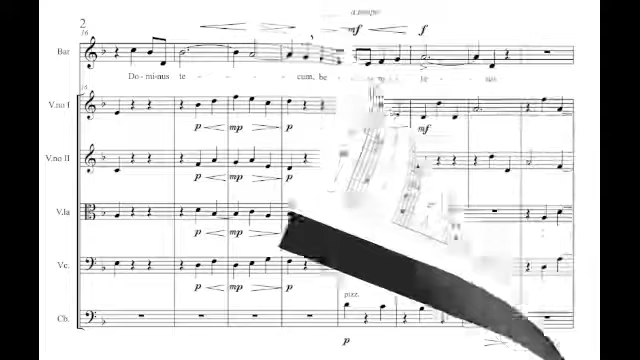 2
a tempo
16
mf f
Bar
Do-mi-nus te - - - cum, be-
16
V.no I
p mp p mf
V.no II
p mp p
V.la
p mp p
Vc.
p mp p
pizz.
Cb.
p